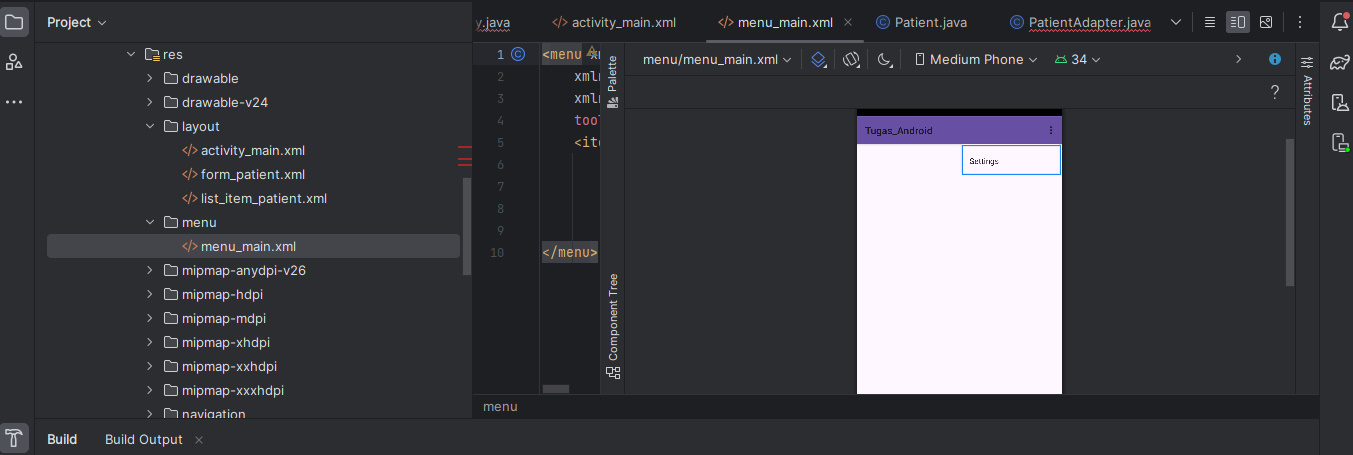 Project
y.java
activity_main.xml
menu_main.xml
Patient.java
PatientAdapter.java
res
drawable
drawable-v24
layout
activity_main.xml
form_patient.xml
list_item_patient.xml
menu
menu_main.xml
mipmap-anydpi-v26
mipmap-hdpi
mipmap-mdpi
mipmap-xhdpi
mipmap-xxhdpi
mipmap-xxxhdpi
navigation
1 <menu xm
2 xmln
3 xmln
4 tool
5 <ite
6
7
8
9
10 </menu>
Palette
Component Tree
menu/menu_main.xml
Medium Phone
34
?
Tugas_Android
Settings
Attributes
menu
Build
Build Output